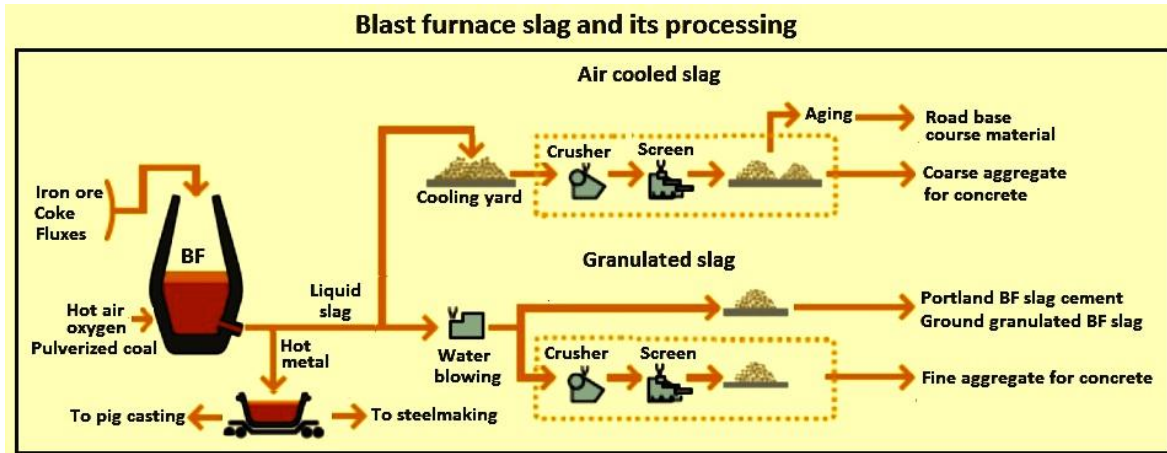 Blast furnace slag and its processing
Air cooled slag
Aging
Road base
course material
Crusher
Screen
Iron ore
Coke
Fluxes
Cooling yard
Coarse aggregate
for concrete
BF
Granulated slag
Liquid
slag
Hot air
oxygen
Pulverized coal
Portland BF slag cement
Ground granulated BF slag
Hot
metal
Water
blowing
Crusher
Screen
Fine aggregate for concrete
To pig casting
To steelmaking